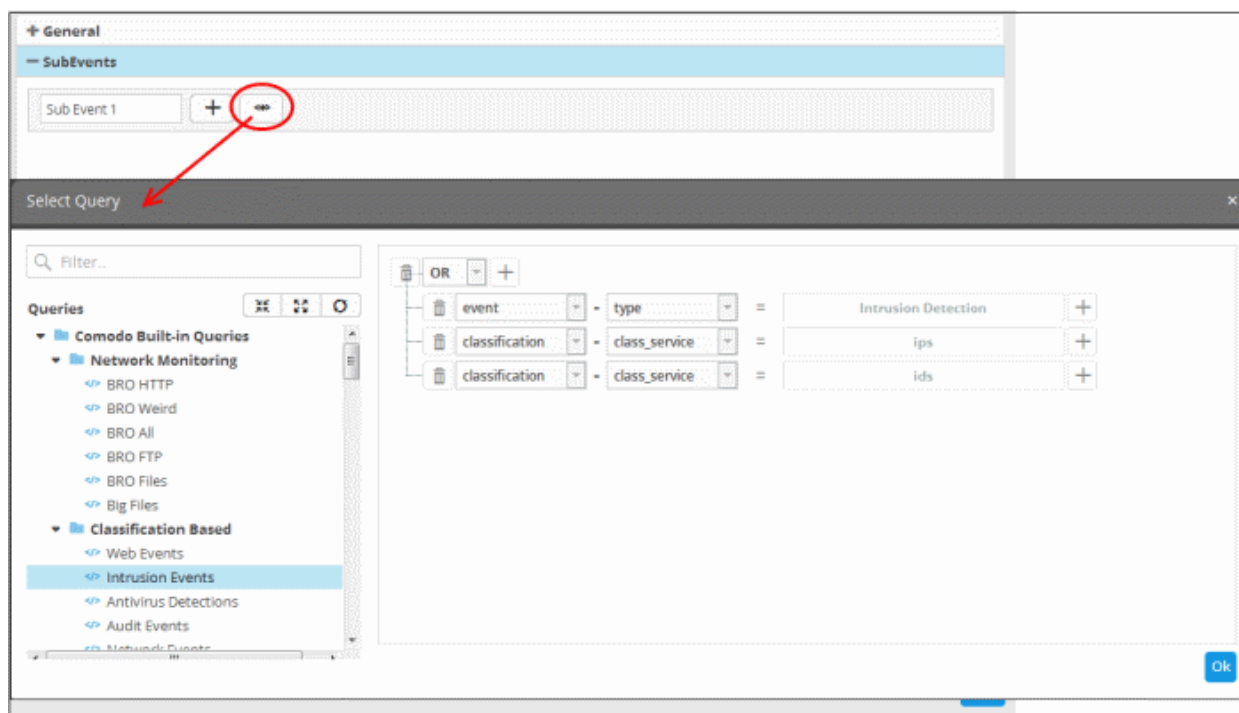 General
SubEvents
Sub Event 1
Select Query
Filter..
Queries
Comodo Built-in Queries
Network Monitoring
BRO HTTP
BRO Weird
BRO All
BRO FTP
BRO Files
Big Files
Classification Based
Web Events
Intrusion Events
Antivirus Detections
Audit Events
Network Events
OR
event - type = Intrusion Detection
classification - class_service = ips
classification - class_service = ids
Ok